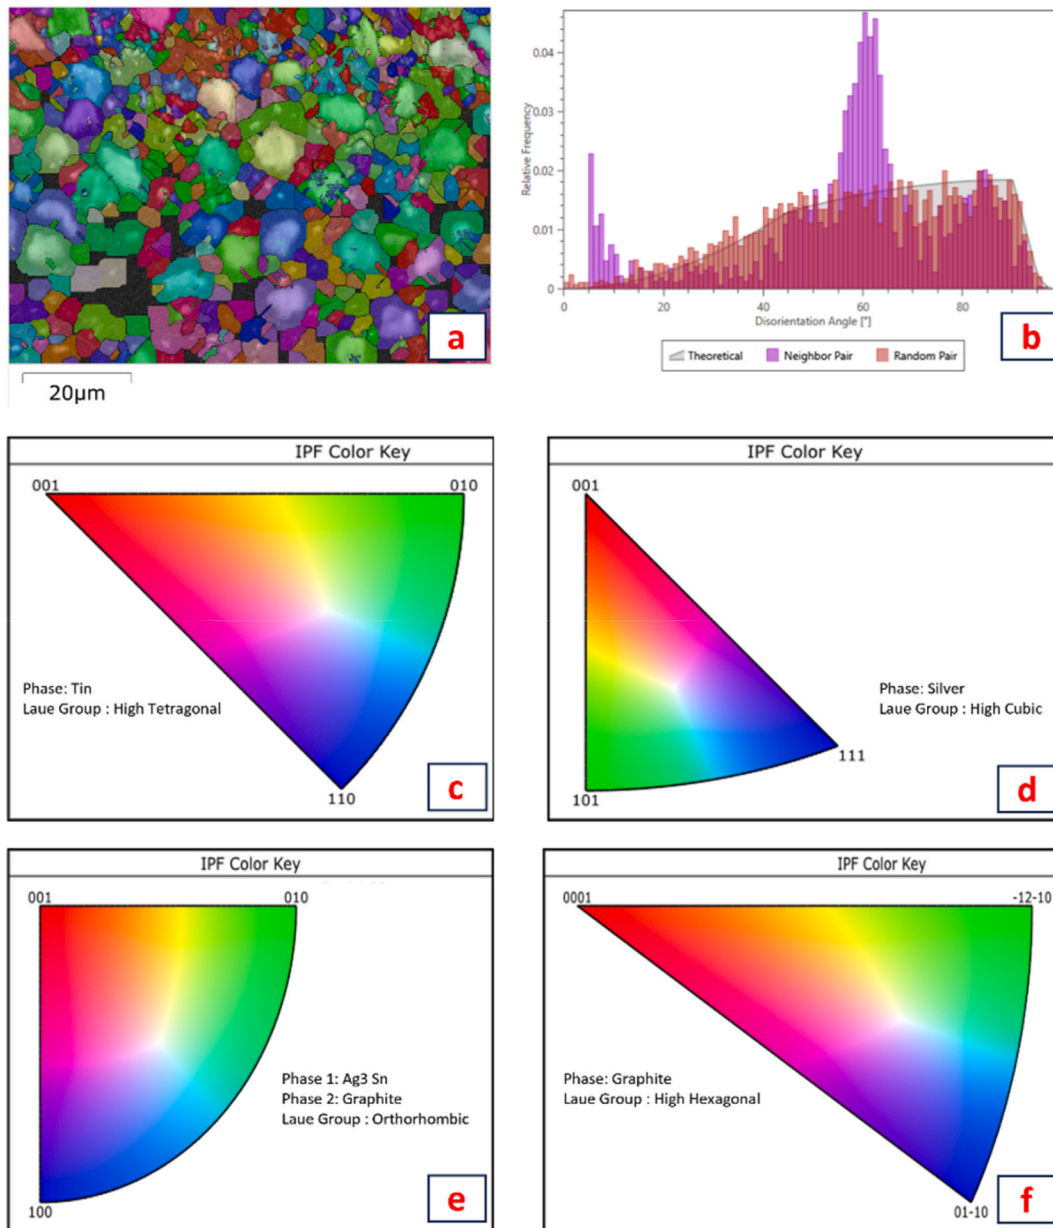 a
20µm
0.04
0.03
0.02
0.01
0
Relative Frequency
0 20 40 60 80
Disorientation Angle [°]
Theoretical Neighbor Pair Random Pair
b
IPF Color Key
001 010
Phase: Tin
Laue Group : High Tetragonal
110
c
IPF Color Key
001
Phase: Silver
Laue Group : High Cubic
111
101
d
IPF Color Key
001 010
Phase 1: Ag3 Sn
Phase 2: Graphite
Laue Group : Orthorhombic
100
e
IPF Color Key
0001 -12-10
Phase: Graphite
Laue Group : High Hexagonal
01-10
f